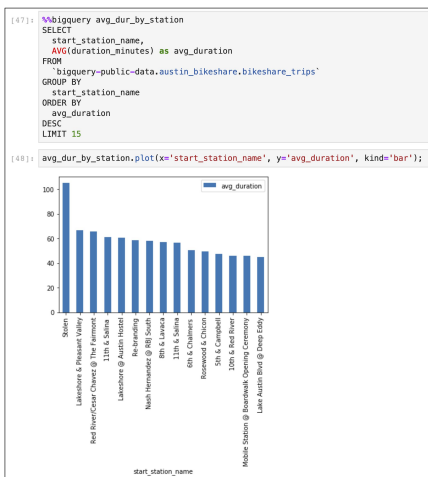 [47]: %%bigquery avg_dur_by_station
SELECT
start_station_name,
AVG(duration_minutes) as avg_duration
FROM
`bigquery-public-data.austin_bikeshare.bikeshare_trips`
GROUP BY
start_station_name
ORDER BY
avg_duration
DESC
LIMIT 15
[48]: avg_dur_by_station.plot(x='start_station_name', y='avg_duration', kind='bar');
avg_duration
100
80
60
40
20
0
Stolen
Lakeshore & Pleasant Valley
Red River/Cesar Chavez @ The Fairmont
11th & Salina
Lakeshore @ Austin Hostel
Re-branding
Nash Hernandez @ RBJ South
8th & Lavaca
11th & Salina
6th & Chalmers
Rosewood & Chicon
5th & Campbell
10th & Red River
Mobile Station @ Boardwalk Opening Ceremony
Lake Austin Blvd @ Deep Eddy
start_station_name